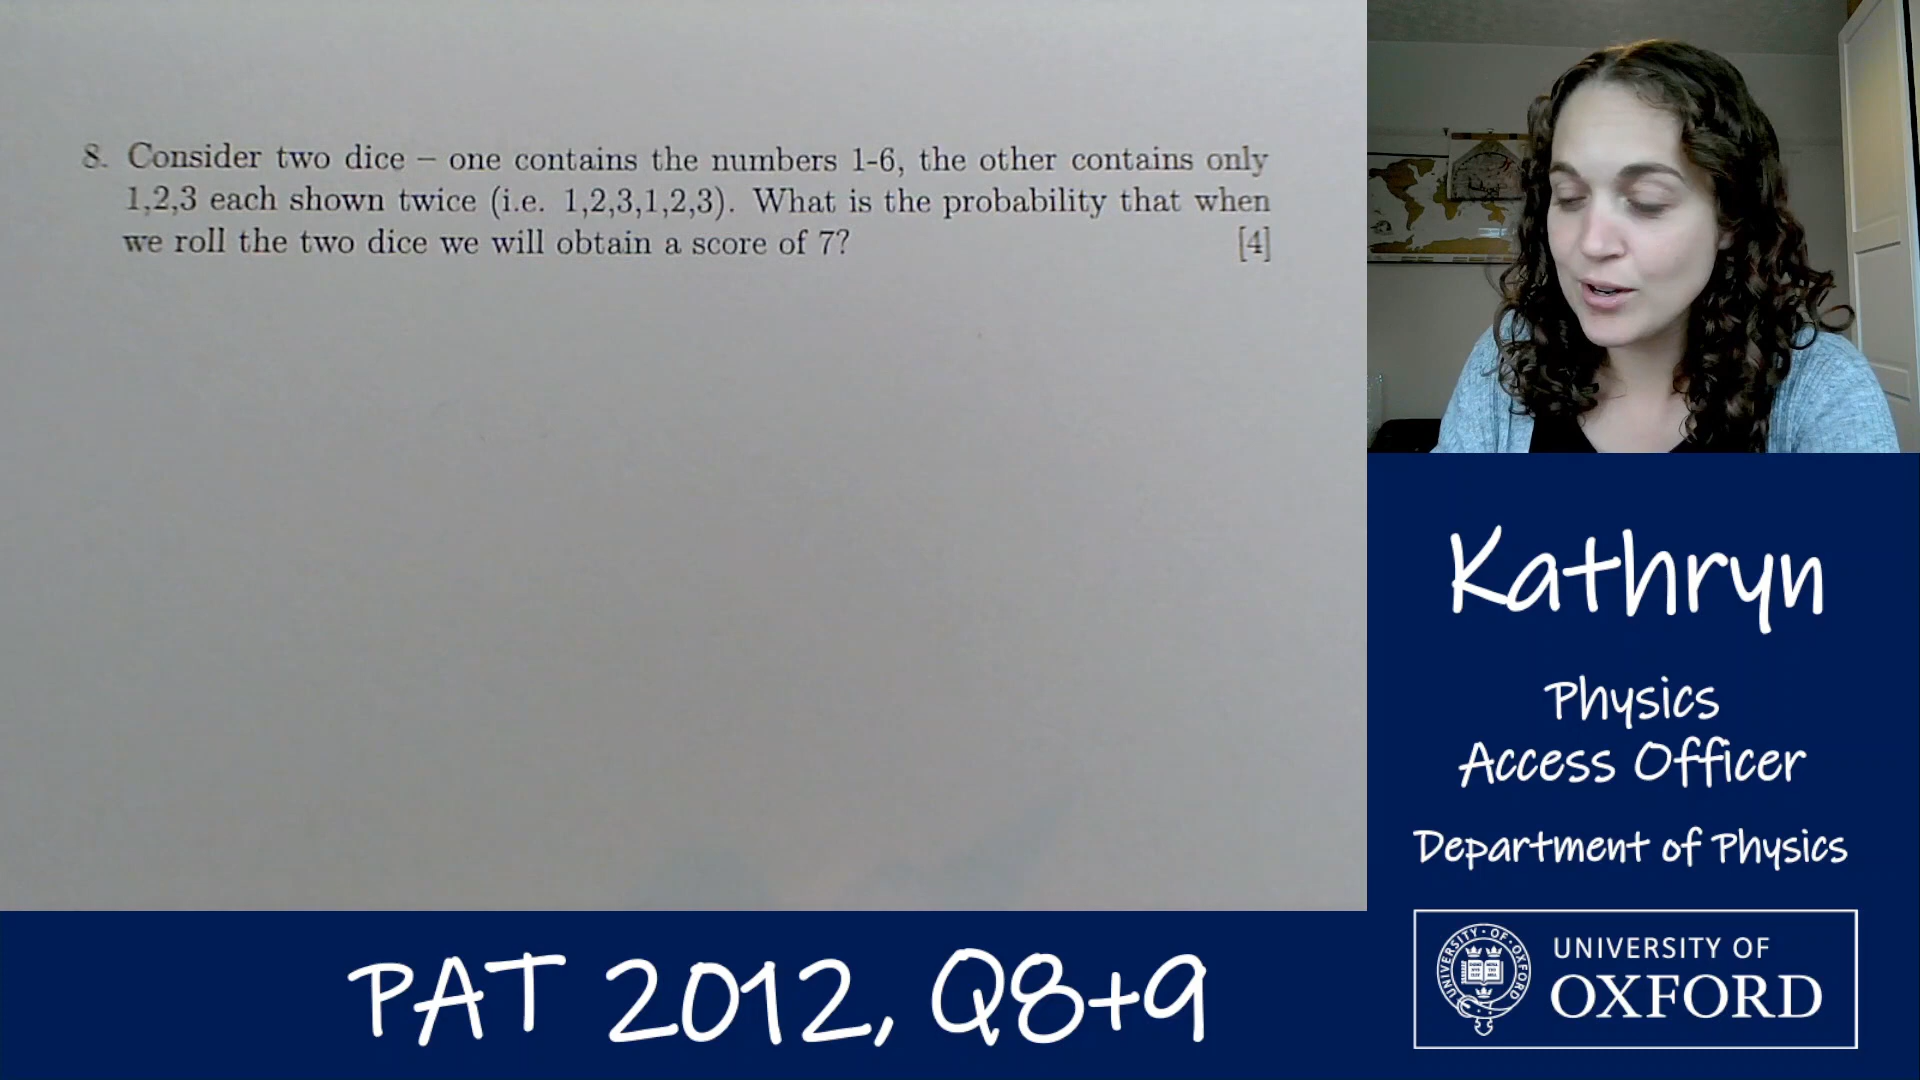 8. Consider two dice – one contains the numbers 1-6, the other contains only
1,2,3 each shown twice (i.e. 1,2,3,1,2,3). What is the probability that when
we roll the two dice we will obtain a score of 7? [4]
Kathryn
Physics
Access Officer
Department of Physics
UNIVERSITY OF
OXFORD
PAT 2012, Q8+9